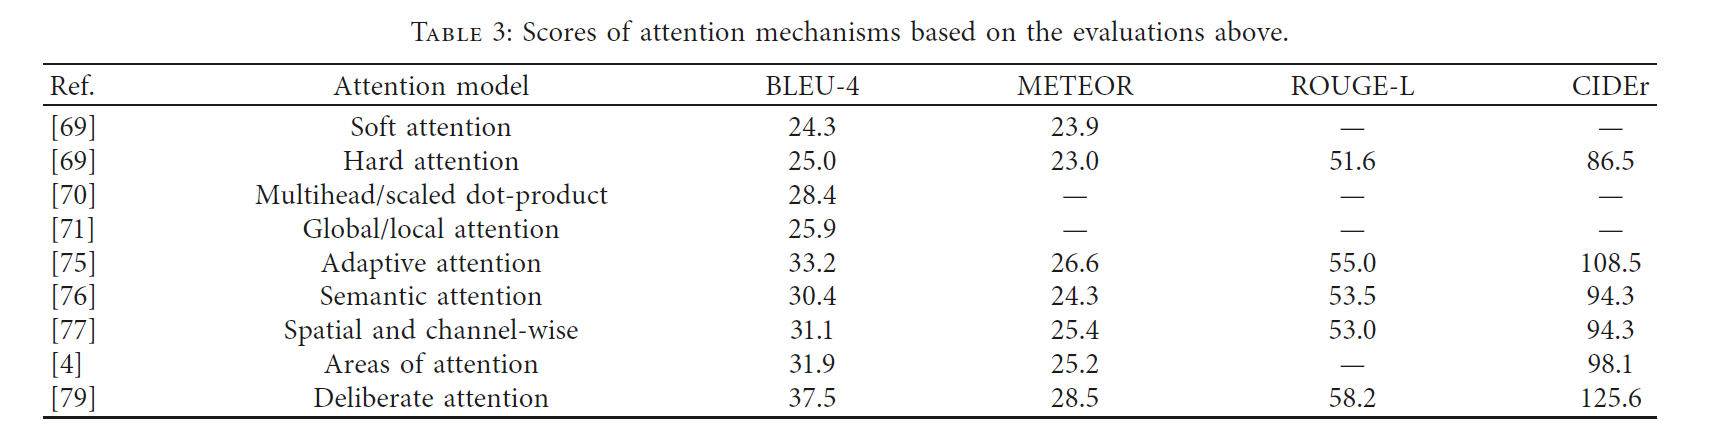 TABLE 3: Scores of attention mechanisms based on the evaluations above.
Ref. Attention model BLEU-4 METEOR ROUGE-L CIDEr
[69] Soft attention 24.3 23.9 — —
[69] Hard attention 25.0 23.0 51.6 86.5
[70] Multihead/scaled dot-product 28.4 — — —
[71] Global/local attention 25.9 — — —
[75] Adaptive attention 33.2 26.6 55.0 108.5
[76] Semantic attention 30.4 24.3 53.5 94.3
[77] Spatial and channel-wise 31.1 25.4 53.0 94.3
[4] Areas of attention 31.9 25.2 — 98.1
[79] Deliberate attention 37.5 28.5 58.2 125.6